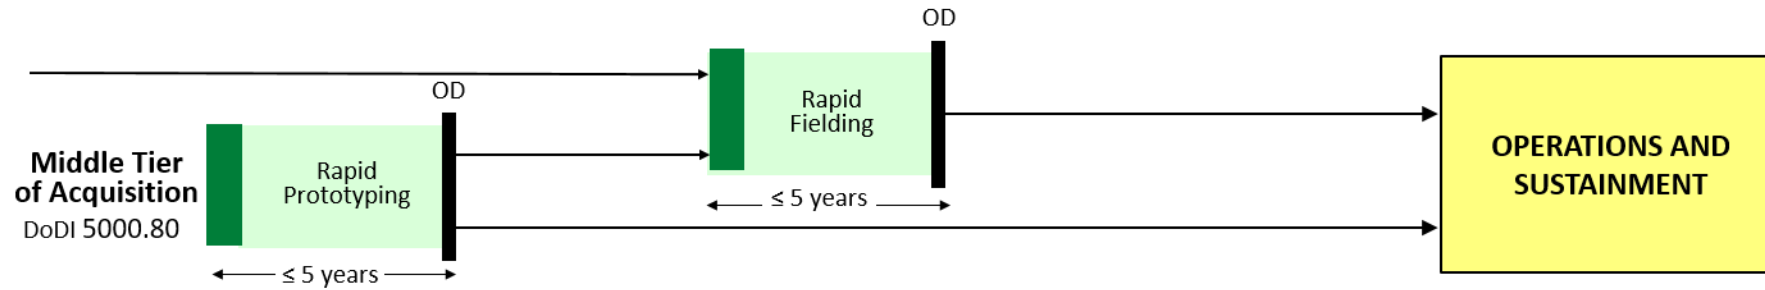 OD
Rapid
Fielding
≤ 5 years
OD
Middle Tier
of Acquisition
DoDI 5000.80
Rapid
Prototyping
≤ 5 years
OPERATIONS AND
SUSTAINMENT